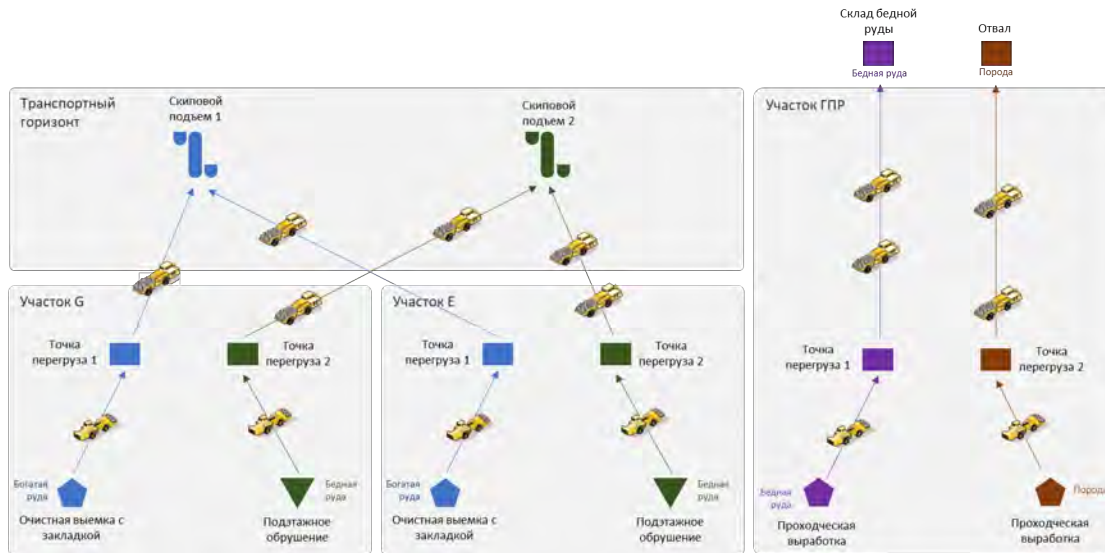 Склад бедной
руды
Бедная руда
Отвал
Порода
Транспортный
горизонт
Скиповой
подъем 1
Скиповой
подъем 2
Участок G
Точка
перегруза 1
Точка
перегруза 2
Богатая
руда
Очистная выемка с
закладкой
Бедная
руда
Подэтажное
обрушение
Участок E
Точка
перегруза 1
Точка
перегруза 2
Богатая
руда
Очистная выемка с
закладкой
Бедная
руда
Подэтажное
обрушение
Участок ГПР
Точка
перегруза 1
Точка
перегруза 2
Бедная
руда
Проходческая
выработка
Порода
Проходческая
выработка